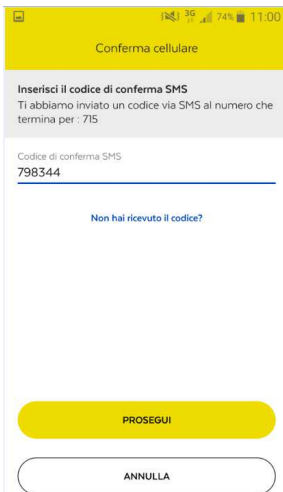 3G 74% 11:00
Conferma cellulare
Inserisci il codice di conferma SMS
Ti abbiamo inviato un codice via SMS al numero che
termina per : 715
Codice di conferma SMS
798344
Non hai ricevuto il codice?
PROSEGUI
ANNULLA